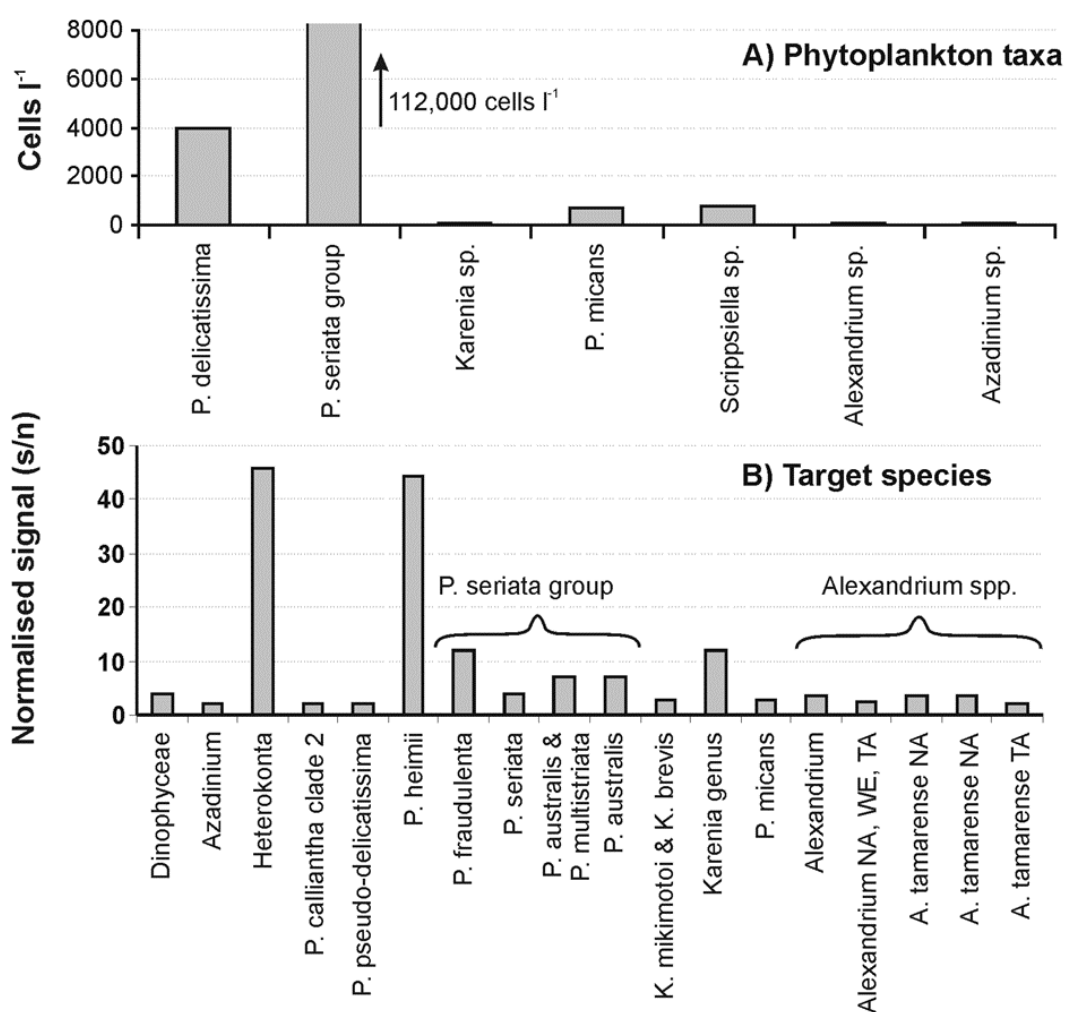 A) Phytoplankton taxa
Cells l⁻¹
8000
6000
4000
2000
0
112,000 cells l⁻¹
P. delicatissima
P. seriata group
Karenia sp.
P. micans
Scrippsiella sp.
Alexandrium sp.
Azadinium sp.
B) Target species
Normalised signal (s/n)
50
40
30
20
10
0
P. seriata group
Alexandrium spp.
Dinophyceae
Azadinium
Heterokonta
P. calliantha clade 2
P. pseudo-delicatissima
P. heimii
P. fraudulenta
P. seriata
P. australis &
P. multistriata
P. australis
K. mikimotoi & K. brevis
Karenia genus
P. micans
Alexandrium
Alexandrium NA, WE, TA
A. tamarense NA
A. tamarense NA
A. tamarense TA